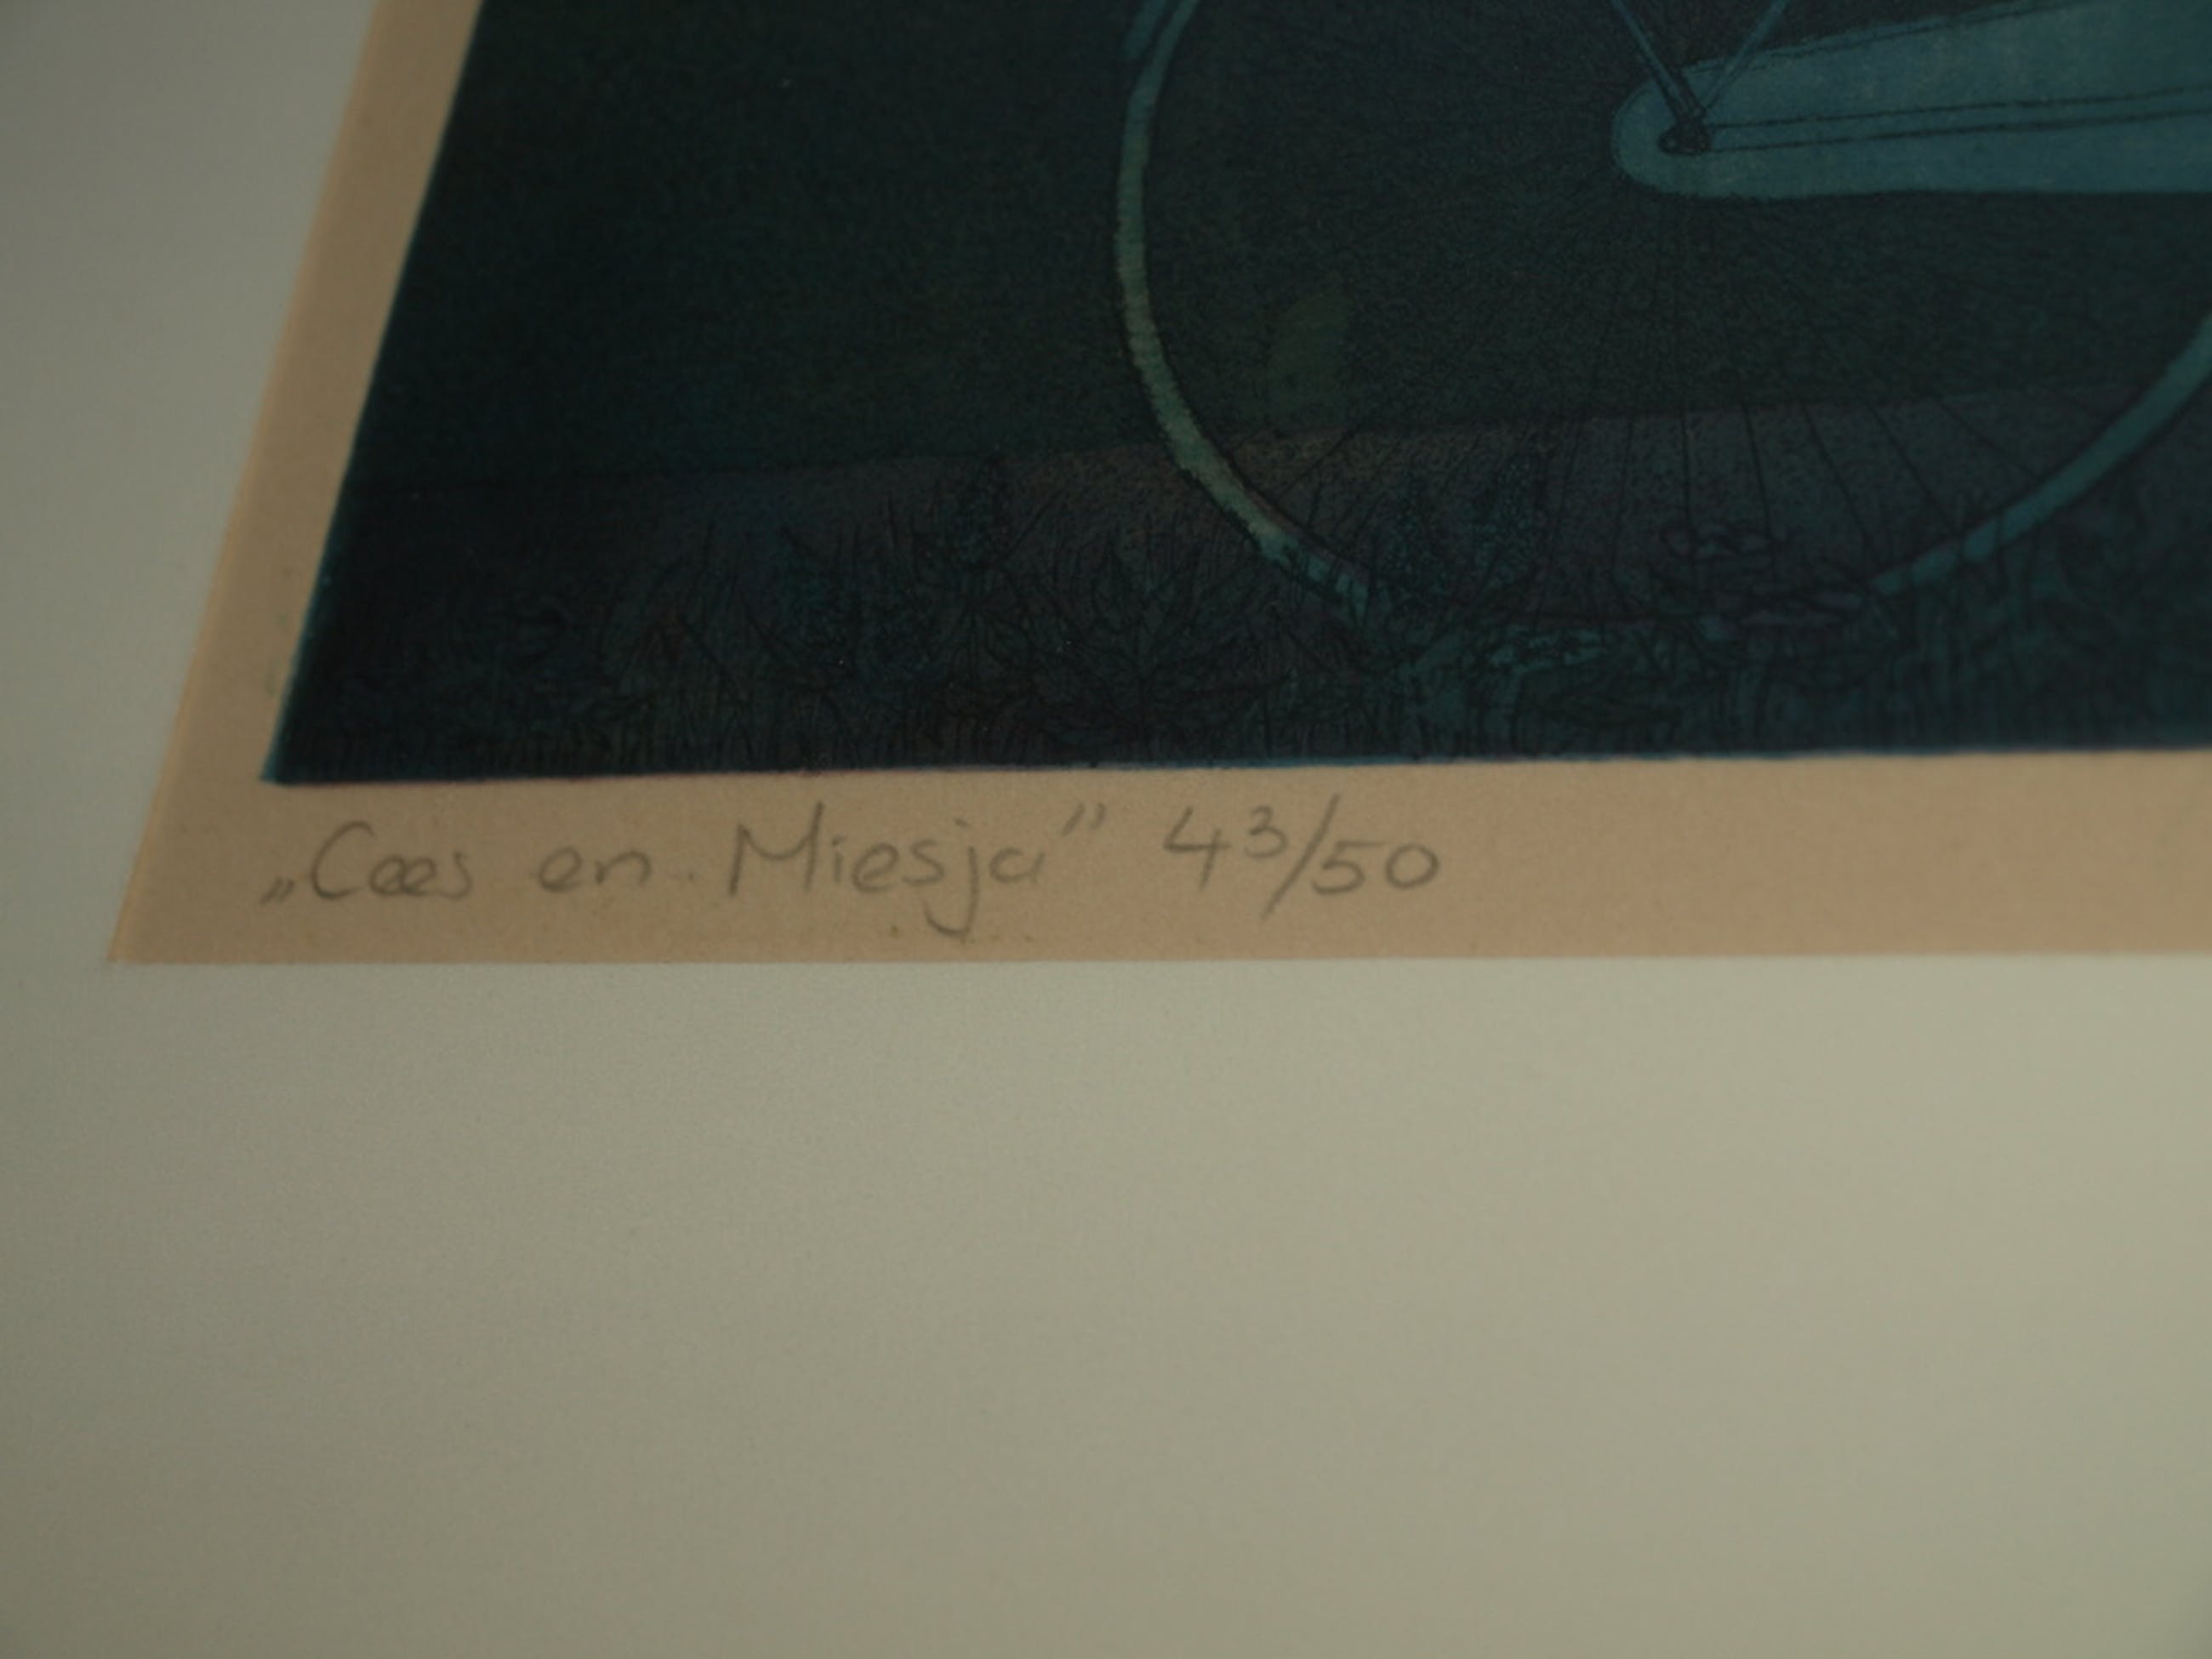 „Cees en Miesja” 43/50